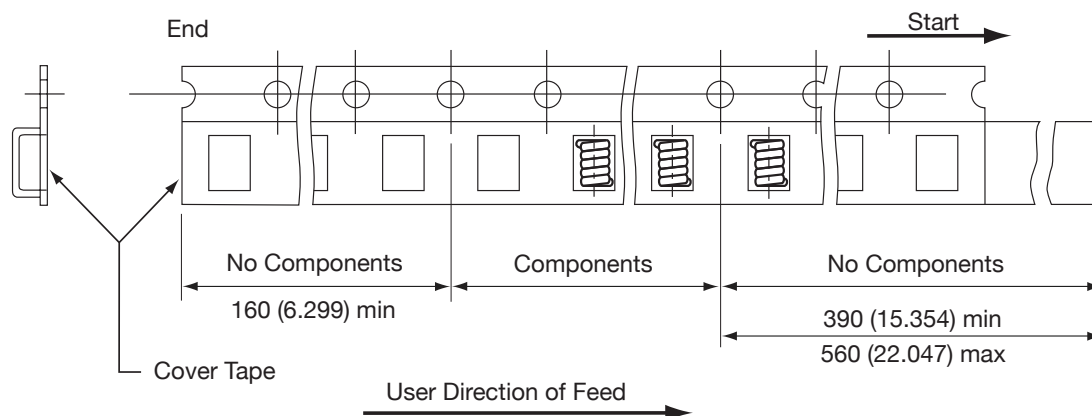 End
Start
No Components
Components
No Components
160 (6.299) min
390 (15.354) min
560 (22.047) max
Cover Tape
User Direction of Feed